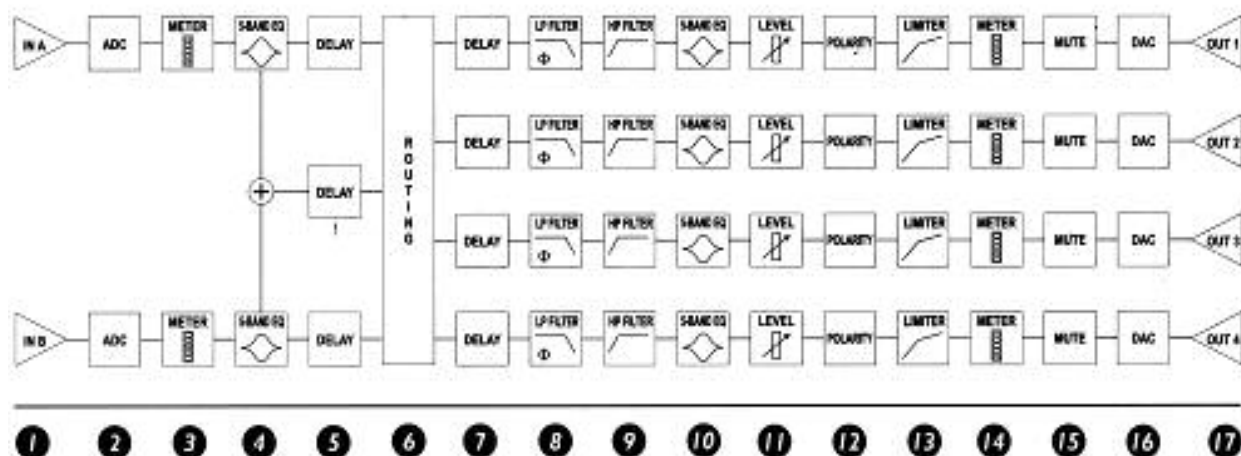 IN A ADC METER 5-BAND EQ DELAY DELAY LP FILTER Φ HP FILTER 5-BAND EQ LEVEL POLARITY LIMITER METER MUTE DAC OUT 1
DELAY LP FILTER Φ HP FILTER 5-BAND EQ LEVEL POLARITY LIMITER METER MUTE DAC OUT 2
ROUTING
+ DELAY
DELAY LP FILTER Φ HP FILTER 5-BAND EQ LEVEL POLARITY LIMITER METER MUTE DAC OUT 3
IN B ADC METER 5-BAND EQ DELAY DELAY LP FILTER Φ HP FILTER 5-BAND EQ LEVEL POLARITY LIMITER METER MUTE DAC OUT 4
1 2 3 4 5 6 7 8 9 10 11 12 13 14 15 16 17